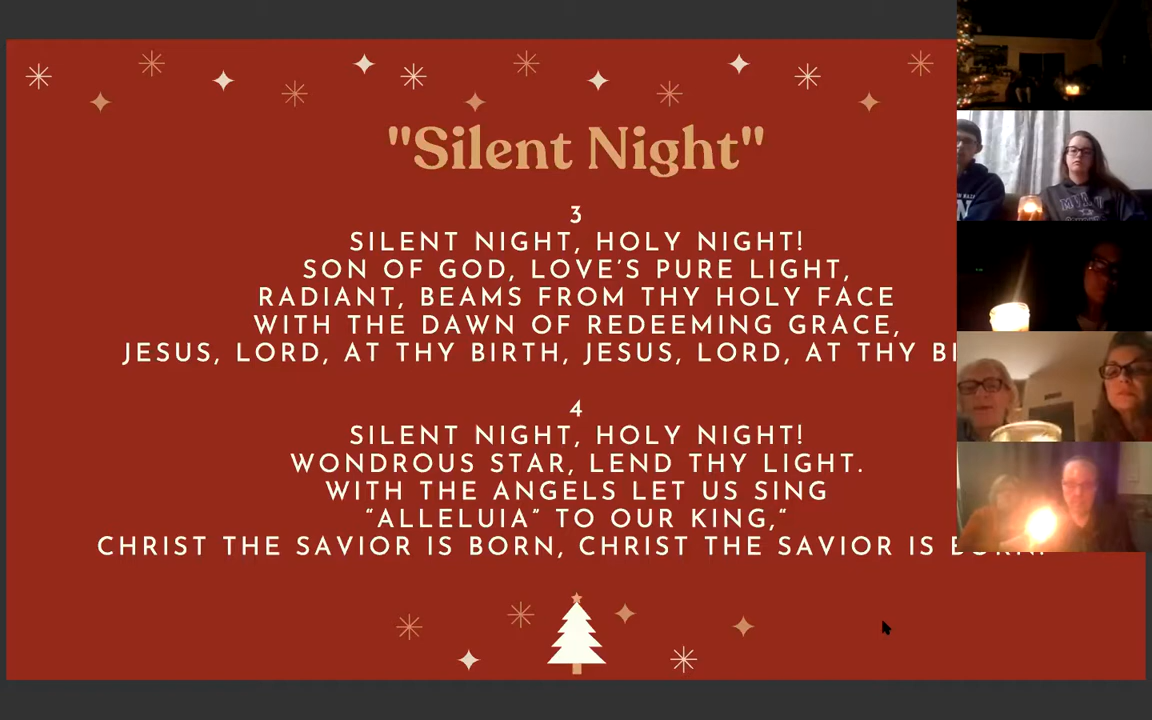 "Silent Night"
3
SILENT NIGHT, HOLY NIGHT!
SON OF GOD, LOVE’S PURE LIGHT,
RADIANT, BEAMS FROM THY HOLY FACE
WITH THE DAWN OF REDEEMING GRACE,
JESUS, LORD, AT THY BIRTH, JESUS, LORD, AT THY
4
SILENT NIGHT, HOLY NIGHT!
WONDROUS STAR, LEND THY LIGHT.
WITH THE ANGELS LET US SING
“ALLELUIA” TO OUR KING,“
CHRIST THE SAVIOR IS BORN, CHRIST THE SAVIOR IS